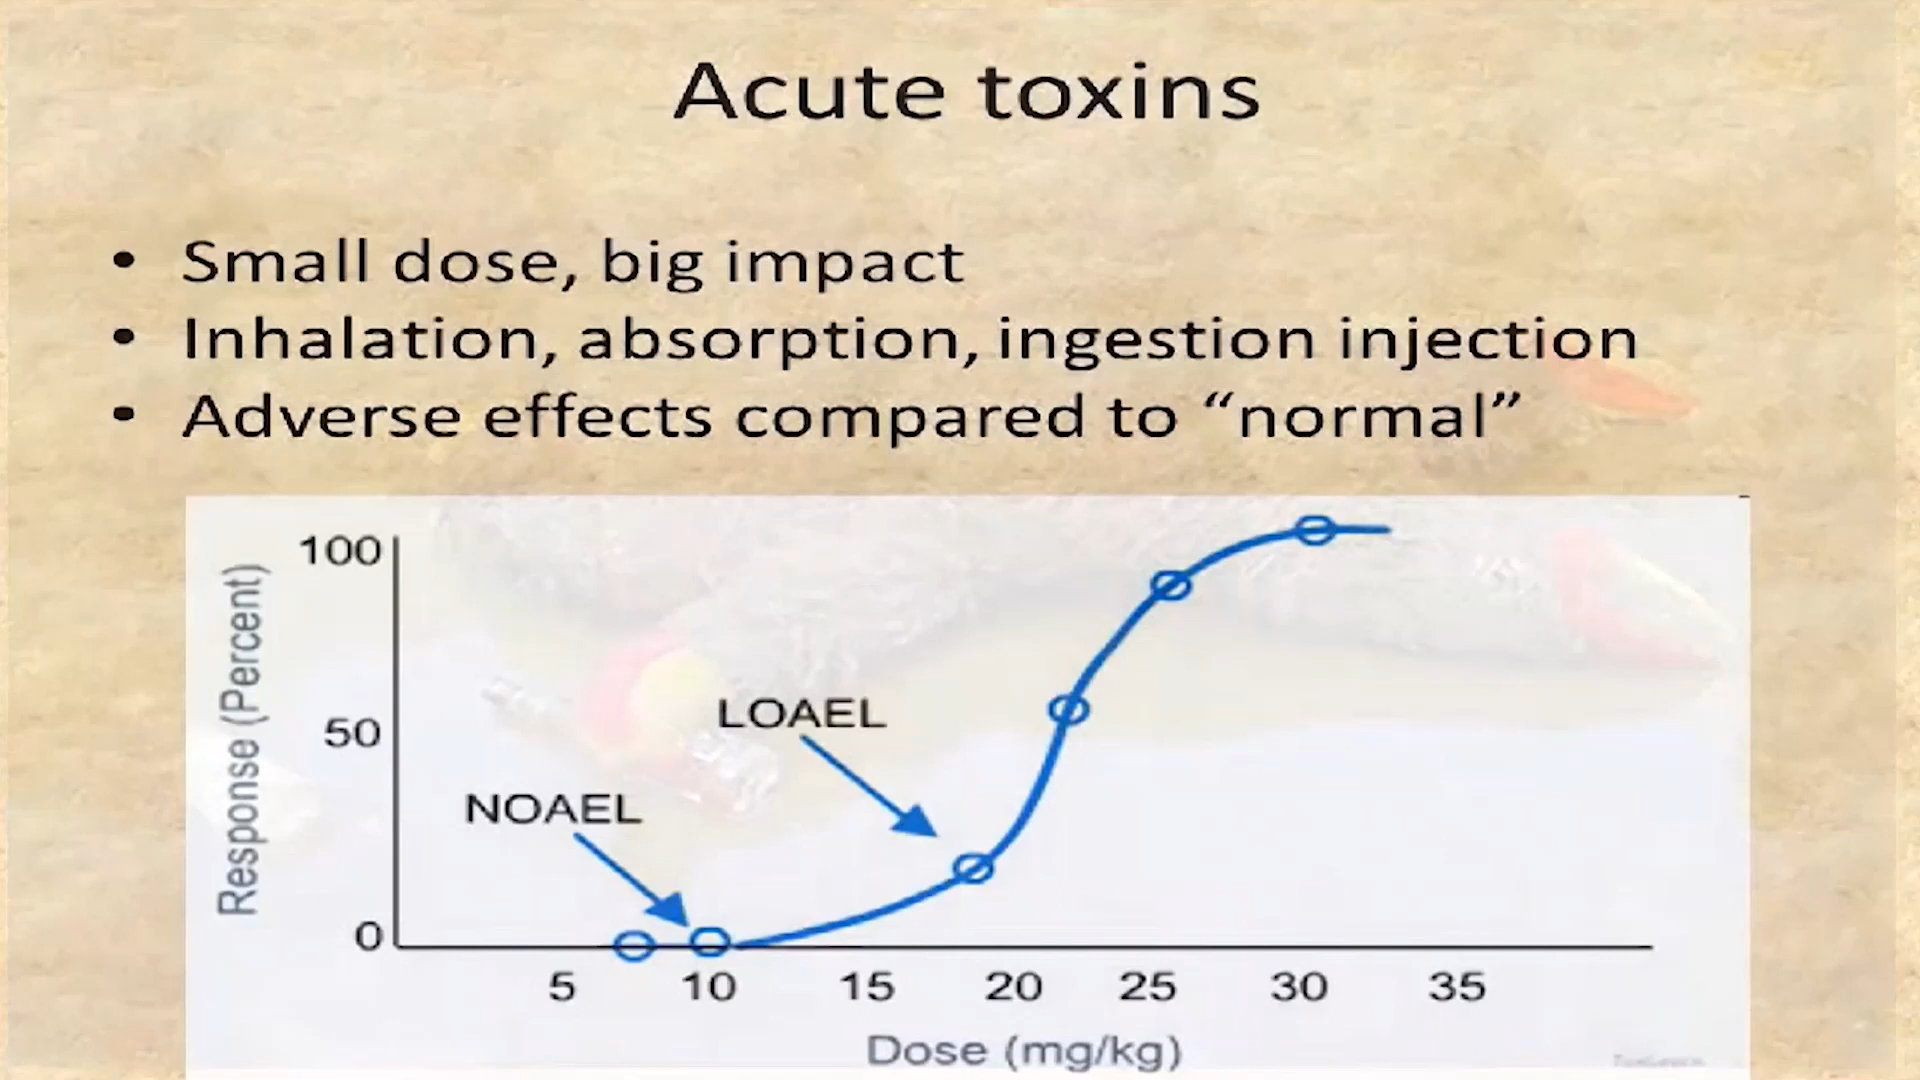 Acute toxins
• Small dose, big impact
• Inhalation, absorption, ingestion injection
• Adverse effects compared to “normal”
Response (Percent)
100
50
0
LOAEL
NOAEL
5 10 15 20 25 30 35
Dose (mg/kg)